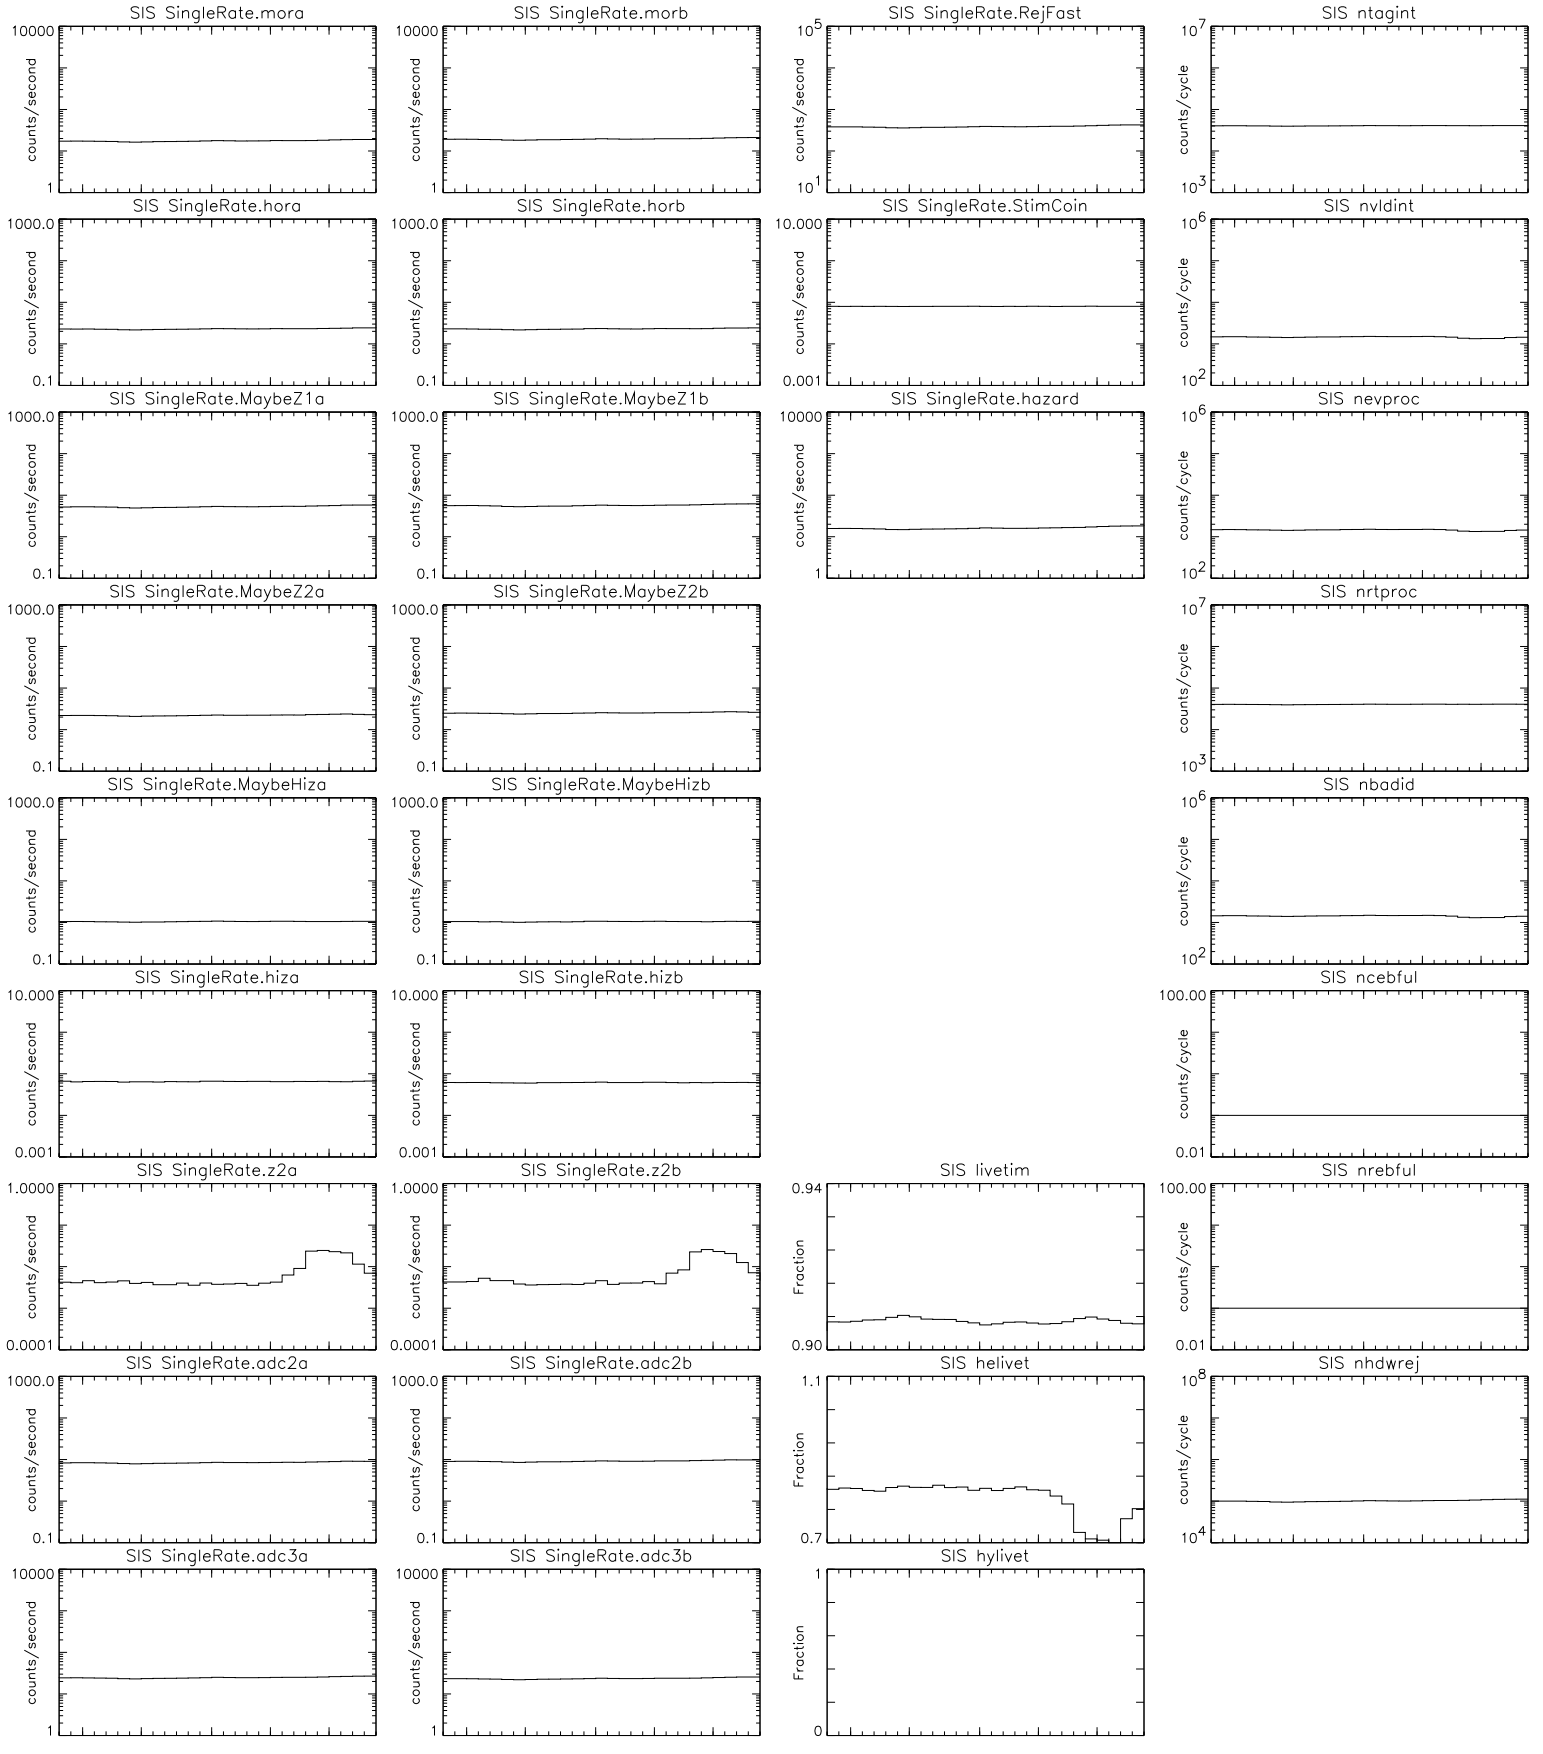 SIS SingleRate.mora
10000
counts/second
1
SIS SingleRate.morb
10000
counts/second
1
SIS SingleRate.RejFast
10^5
counts/second
10^1
SIS ntagint
10^7
counts/cycle
10^3
SIS SingleRate.hora
1000.0
counts/second
0.1
SIS SingleRate.horb
1000.0
counts/second
0.1
SIS SingleRate.StimCoin
10.000
counts/second
0.001
SIS nvldint
10^6
counts/cycle
10^2
SIS SingleRate.MaybeZ1a
1000.0
counts/second
0.1
SIS SingleRate.MaybeZ1b
1000.0
counts/second
0.1
SIS SingleRate.hazard
10000
counts/second
1
SIS nevproc
10^6
counts/cycle
10^2
SIS SingleRate.MaybeZ2a
1000.0
counts/second
0.1
SIS SingleRate.MaybeZ2b
1000.0
counts/second
0.1
SIS nrtproc
10^7
counts/cycle
10^3
SIS SingleRate.MaybeHiza
1000.0
counts/second
0.1
SIS SingleRate.MaybeHizb
1000.0
counts/second
0.1
SIS nbadid
10^6
counts/cycle
10^2
SIS SingleRate.hiza
10.000
counts/second
0.001
SIS SingleRate.hizb
10.000
counts/second
0.001
SIS ncebful
100.00
counts/cycle
0.01
SIS SingleRate.z2a
1.0000
counts/second
0.0001
SIS SingleRate.z2b
1.0000
counts/second
0.0001
SIS livetim
0.94
Fraction
0.90
SIS nrebful
100.00
counts/cycle
0.01
SIS SingleRate.adc2a
1000.0
counts/second
0.1
SIS SingleRate.adc2b
1000.0
counts/second
0.1
SIS helivet
1.1
Fraction
0.7
SIS nhdwrej
10^8
counts/cycle
10^4
SIS SingleRate.adc3a
10000
counts/second
1
SIS SingleRate.adc3b
10000
counts/second
1
SIS hylivet
1
Fraction
0